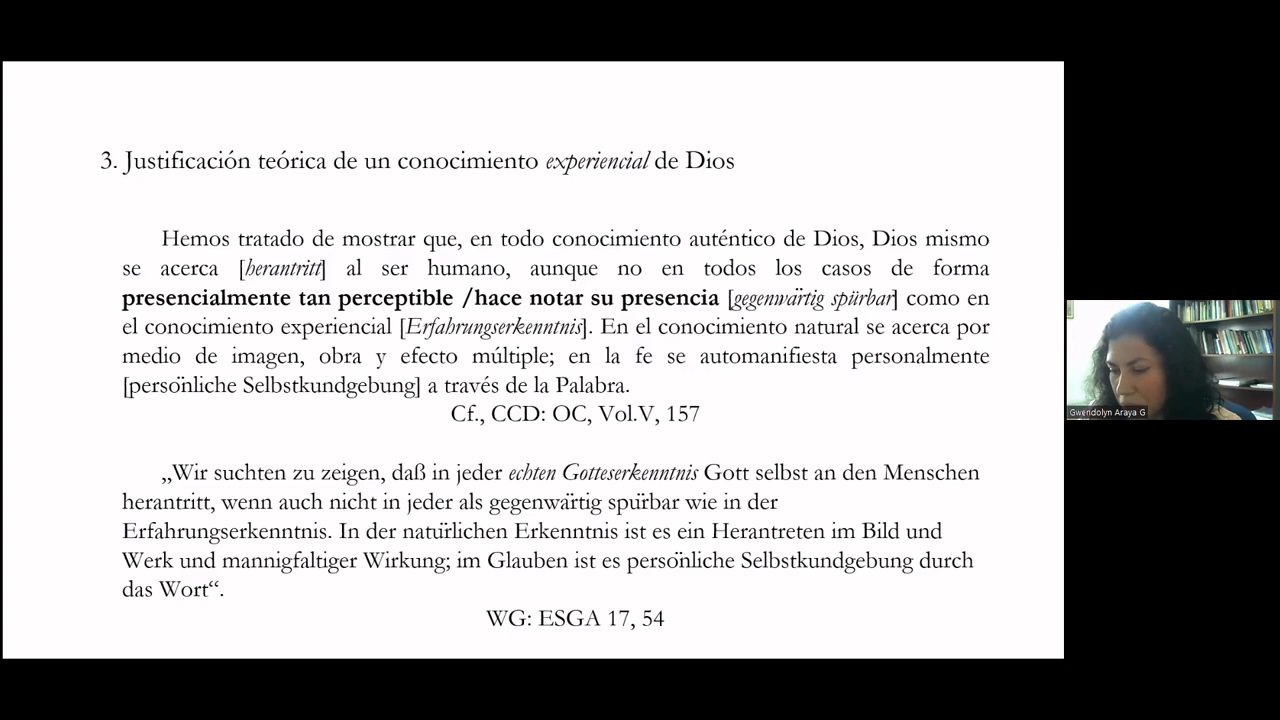 3. Justificación teórica de un conocimiento experiencial de Dios
Hemos tratado de mostrar que, en todo conocimiento auténtico de Dios, Dios mismo
se acerca [herantritt] al ser humano, aunque no en todos los casos de forma
presencialmente tan perceptible /hace notar su presencia [gegenwärtig spürbar] como en
el conocimiento experiencial [Erfahrungserkenntnis]. En el conocimiento natural se acerca por
medio de imagen, obra y efecto múltiple; en la fe se automanifiesta personalmente
[persönliche Selbstkundgebung] a través de la Palabra.
Cf., CCD: OC, Vol.V, 157
„Wir suchten zu zeigen, daß in jeder echten Gotteserkenntnis Gott selbst an den Menschen
herantritt, wenn auch nicht in jeder als gegenwärtig spürbar wie in der
Erfahrungserkenntnis. In der natürlichen Erkenntnis ist es ein Herantreten im Bild und
Werk und mannigfaltiger Wirkung; im Glauben ist es persönliche Selbstkundgebung durch
das Wort“.
WG: ESGA 17, 54
Gwendolyn Araya G